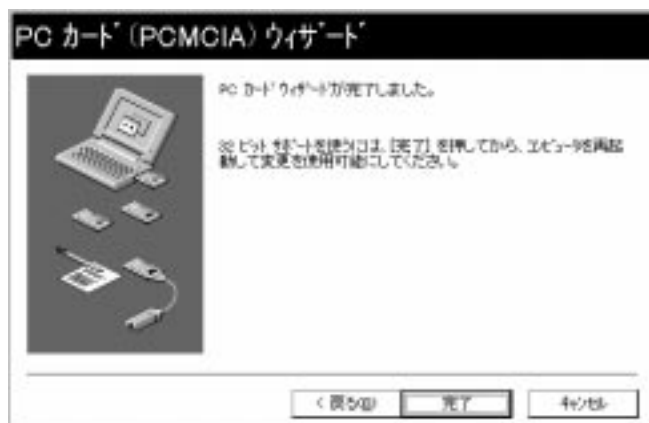 PC カード(PCMCIA) ウィザード
PC カード ウィザードが完了しました。
32 ビット サポートを使うには、[完了] を押してから、コンピュータを再起
動して変更を使用可能にしてください。
< 戻る(B)
完了
キャンセル